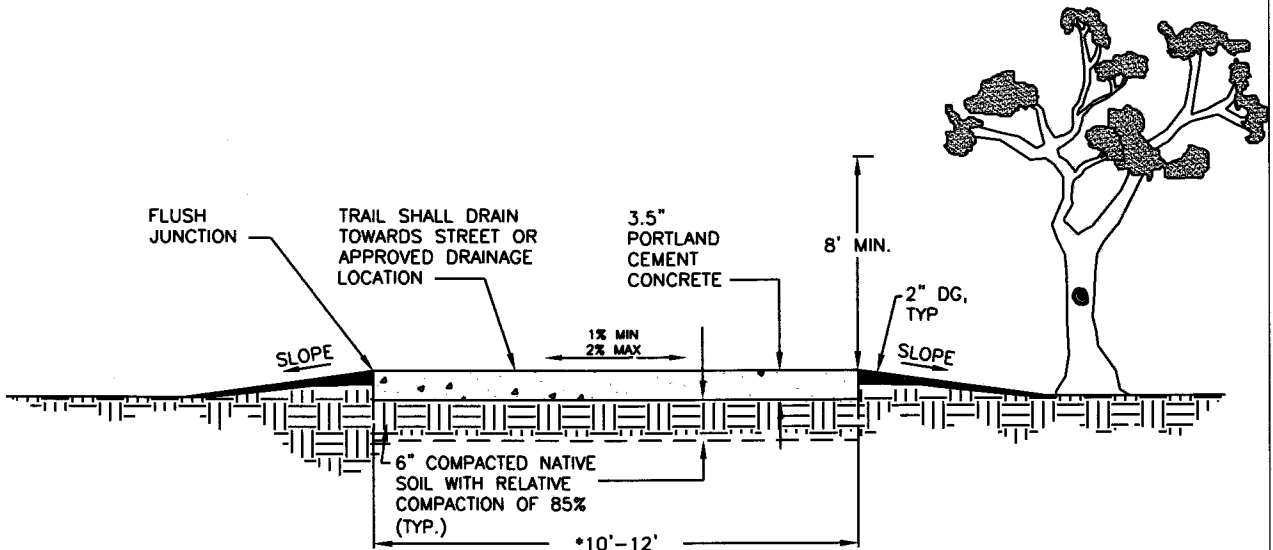 FLUSH
JUNCTION
TRAIL SHALL DRAIN
TOWARDS STREET OR
APPROVED DRAINAGE
LOCATION
3.5"
PORTLAND
CEMENT
CONCRETE
8' MIN.
2" DG,
TYP
SLOPE
1% MIN
2% MAX
SLOPE
6" COMPACTED NATIVE
SOIL WITH RELATIVE
COMPACTION OF 85%
(TYP.)
*10'-12'